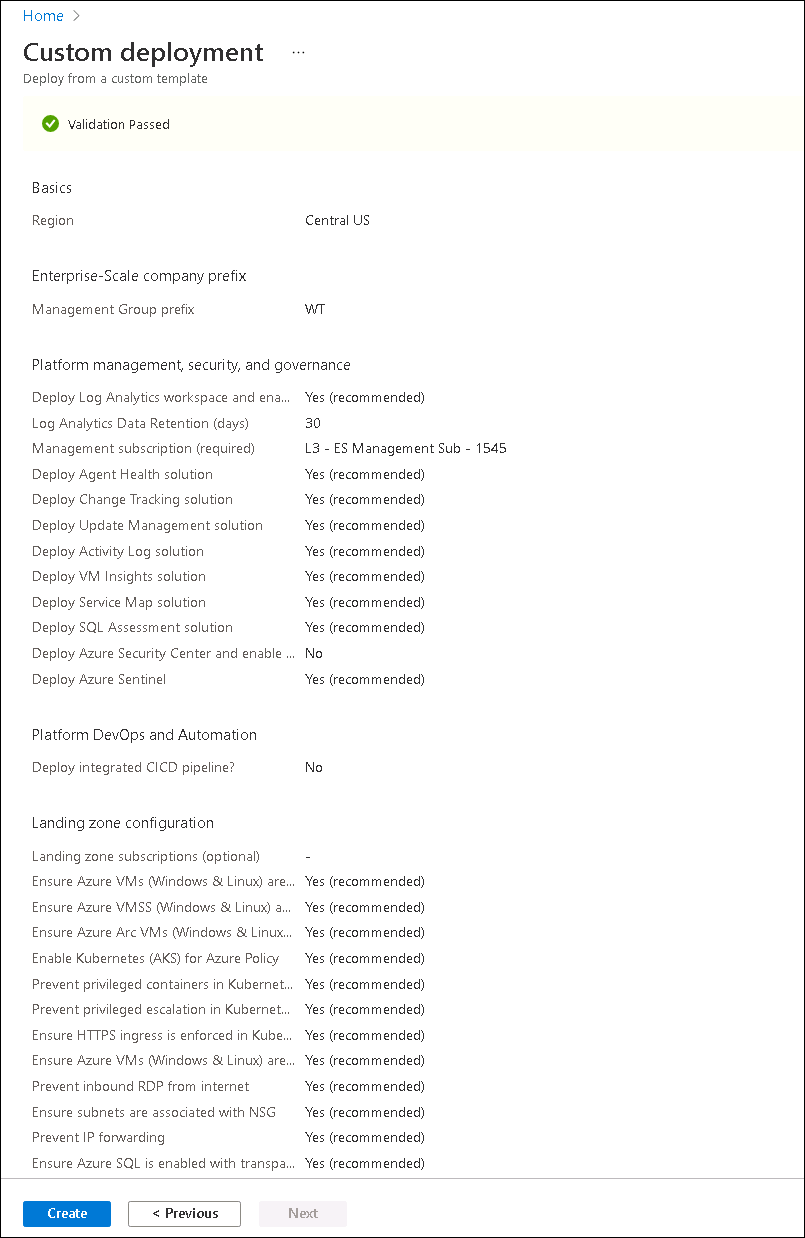 Home >
Custom deployment ...
Deploy from a custom template
Validation Passed
Basics
Region Central US
Enterprise-Scale company prefix
Management Group prefix WT
Platform management, security, and governance
Deploy Log Analytics workspace and ena... Yes (recommended)
Log Analytics Data Retention (days) 30
Management subscription (required) L3 - ES Management Sub - 1545
Deploy Agent Health solution Yes (recommended)
Deploy Change Tracking solution Yes (recommended)
Deploy Update Management solution Yes (recommended)
Deploy Activity Log solution Yes (recommended)
Deploy VM Insights solution Yes (recommended)
Deploy Service Map solution Yes (recommended)
Deploy SQL Assessment solution Yes (recommended)
Deploy Azure Security Center and enable ... No
Deploy Azure Sentinel Yes (recommended)
Platform DevOps and Automation
Deploy integrated CICD pipeline? No
Landing zone configuration
Landing zone subscriptions (optional) -
Ensure Azure VMs (Windows & Linux) are... Yes (recommended)
Ensure Azure VMSS (Windows & Linux) a... Yes (recommended)
Ensure Azure Arc VMs (Windows & Linux... Yes (recommended)
Enable Kubernetes (AKS) for Azure Policy Yes (recommended)
Prevent privileged containers in Kubernet... Yes (recommended)
Prevent privileged escalation in Kubernet... Yes (recommended)
Ensure HTTPS ingress is enforced in Kube... Yes (recommended)
Ensure Azure VMs (Windows & Linux) are... Yes (recommended)
Prevent inbound RDP from internet Yes (recommended)
Ensure subnets are associated with NSG Yes (recommended)
Prevent IP forwarding Yes (recommended)
Ensure Azure SQL is enabled with transpa... Yes (recommended)
Create < Previous Next